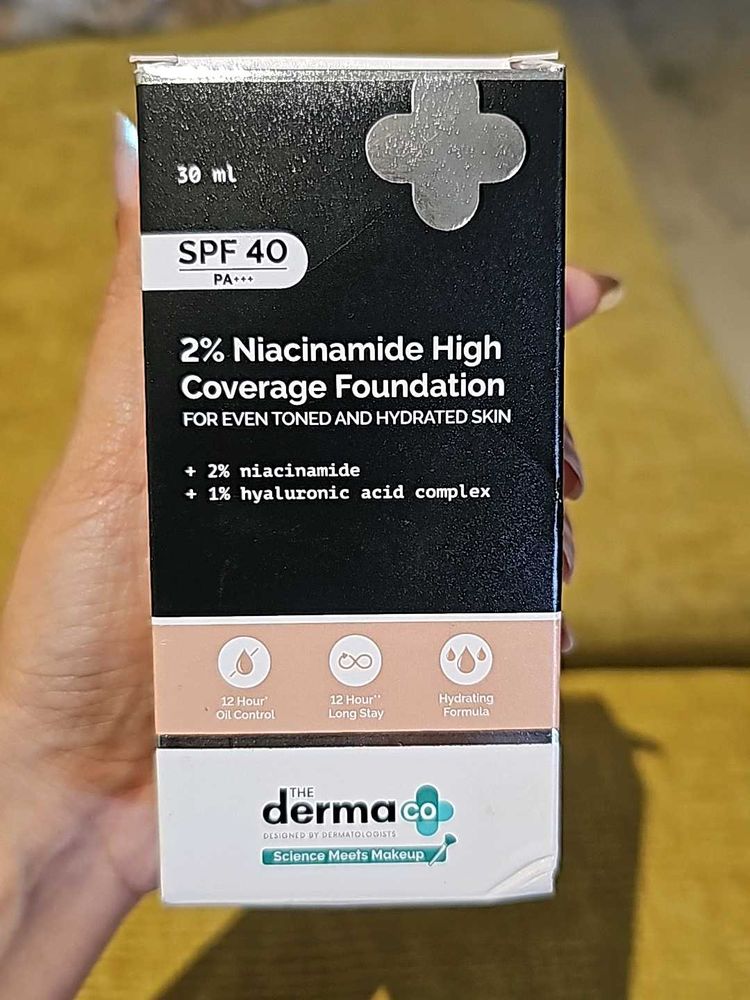 30 ml
SPF 40
PA+++
2% Niacinamide High
Coverage Foundation
FOR EVEN TONED AND HYDRATED SKIN
+ 2% niacinamide
+ 1% hyaluronic acid complex
12 Hour*
Oil Control
12 Hour**
Long Stay
Hydrating
Formula
THE
derma co
DESIGNED BY DERMATOLOGISTS
Science Meets Makeup